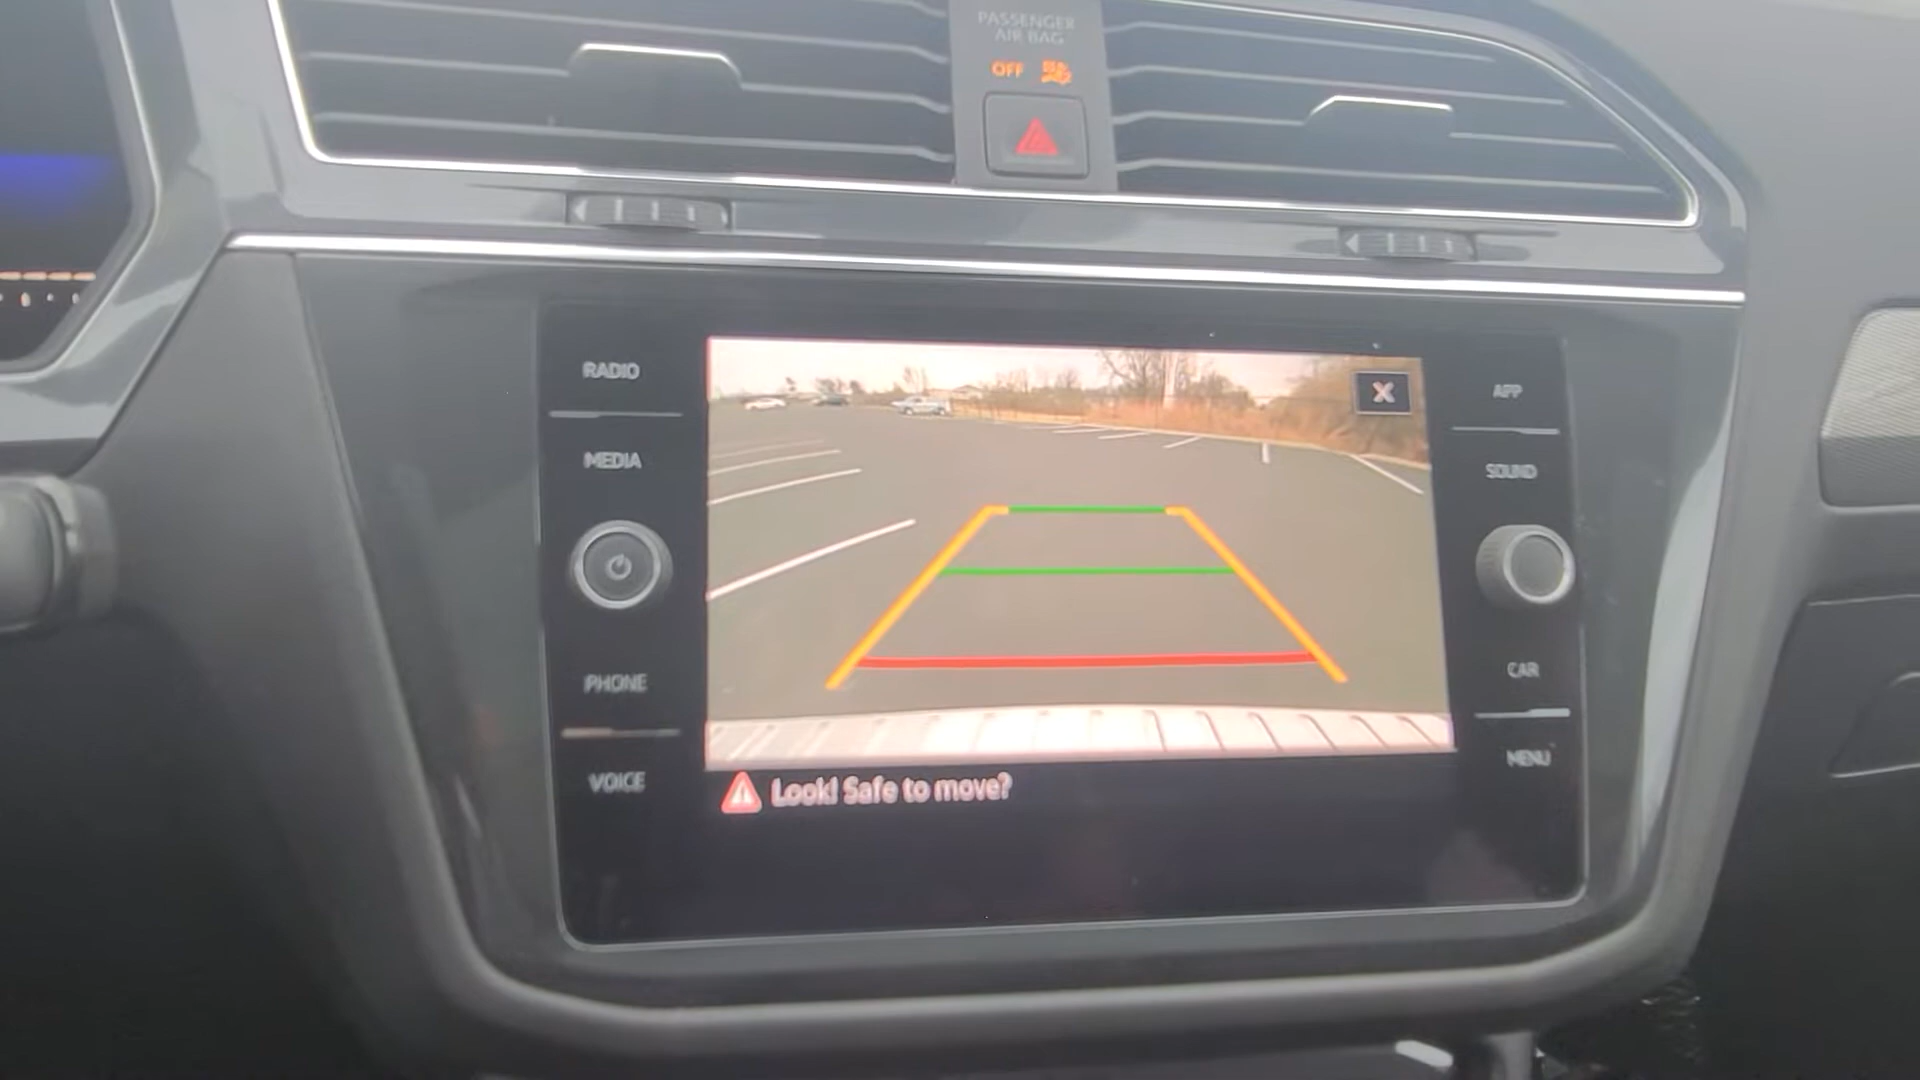 PASSENGER
AIR BAG
OFF
RADIO
MEDIA
PHONE
VOICE
X
APP
SOUND
CAR
MENU
Look! Safe to move?